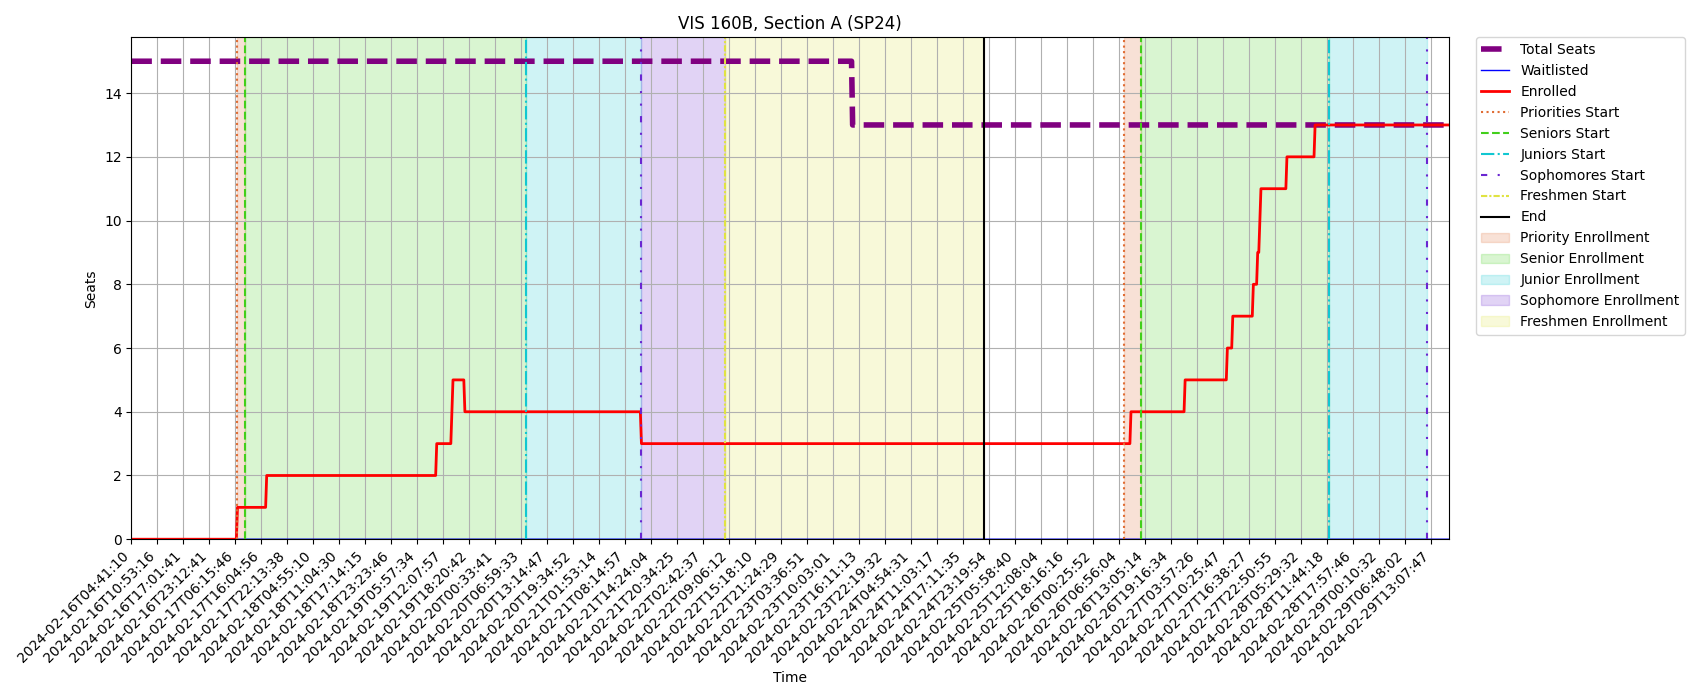 VIS 160B, Section A (SP24)
Seats
14
12
10
8
6
4
2
0
2024-02-16T04:41:10
2024-02-16T10:53:16
2024-02-16T17:01:41
2024-02-16T23:12:41
2024-02-17T06:15:46
2024-02-17T16:04:56
2024-02-17T22:13:38
2024-02-18T04:55:10
2024-02-18T11:04:30
2024-02-18T17:14:15
2024-02-18T23:23:46
2024-02-19T05:57:34
2024-02-19T12:07:57
2024-02-19T18:20:42
2024-02-20T00:33:41
2024-02-20T06:59:33
2024-02-20T13:14:47
2024-02-20T19:34:52
2024-02-21T01:53:14
2024-02-21T08:14:57
2024-02-21T14:24:04
2024-02-21T20:34:25
2024-02-22T02:42:37
2024-02-22T09:06:12
2024-02-22T15:18:10
2024-02-22T21:24:29
2024-02-23T03:36:51
2024-02-23T10:03:01
2024-02-23T16:11:13
2024-02-23T22:19:32
2024-02-24T04:54:31
2024-02-24T11:03:17
2024-02-24T17:11:35
2024-02-24T23:19:54
2024-02-25T05:58:40
2024-02-25T12:08:04
2024-02-25T18:16:16
2024-02-26T00:25:52
2024-02-26T06:56:04
2024-02-26T13:05:14
2024-02-26T19:16:34
2024-02-27T03:57:26
2024-02-27T10:25:47
2024-02-27T16:38:27
2024-02-27T22:50:55
2024-02-28T05:29:32
2024-02-28T11:44:18
2024-02-28T17:57:46
2024-02-29T00:10:32
2024-02-29T06:48:02
2024-02-29T13:07:47
Time
Total Seats
Waitlisted
Enrolled
Priorities Start
Seniors Start
Juniors Start
Sophomores Start
Freshmen Start
End
Priority Enrollment
Senior Enrollment
Junior Enrollment
Sophomore Enrollment
Freshmen Enrollment